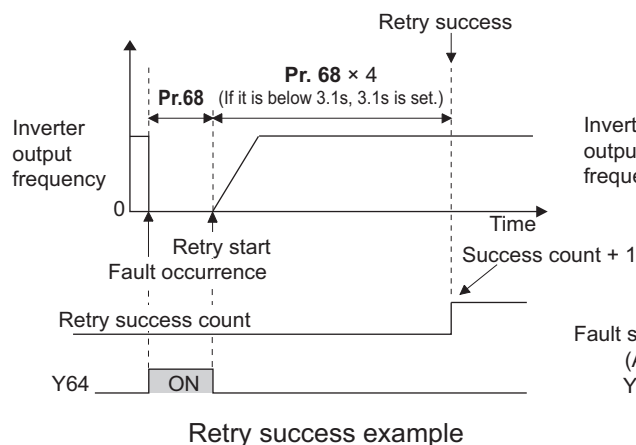 Retry success
Pr. 68 × 4
Pr.68
(If it is below 3.1s, 3.1s is set.)
Inverter
output
frequency
0
Time
Retry start
Fault occurrence
Success count + 1
Retry success count
Y64
ON
Retry success example